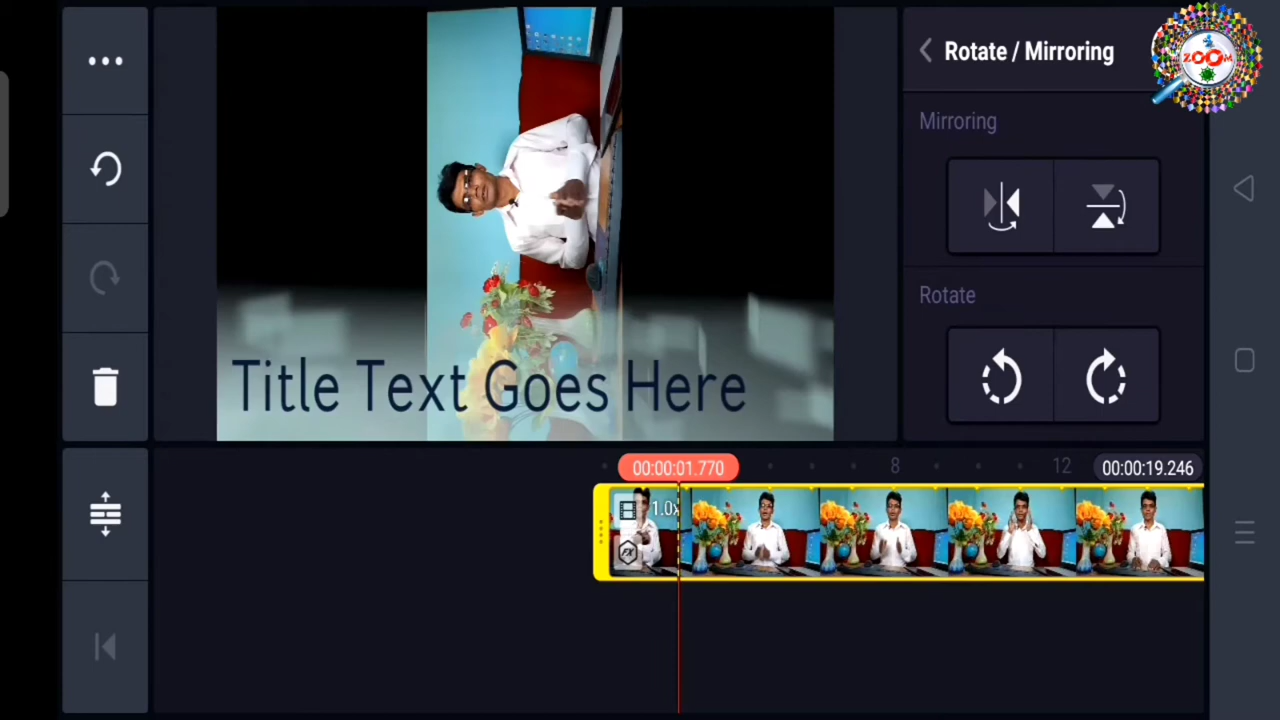 Rotate / Mirroring
ZOOM
Mirroring
Rotate
Title Text Goes Here
00:00:01.770
8
12
00:00:19.246
1.0x
FX